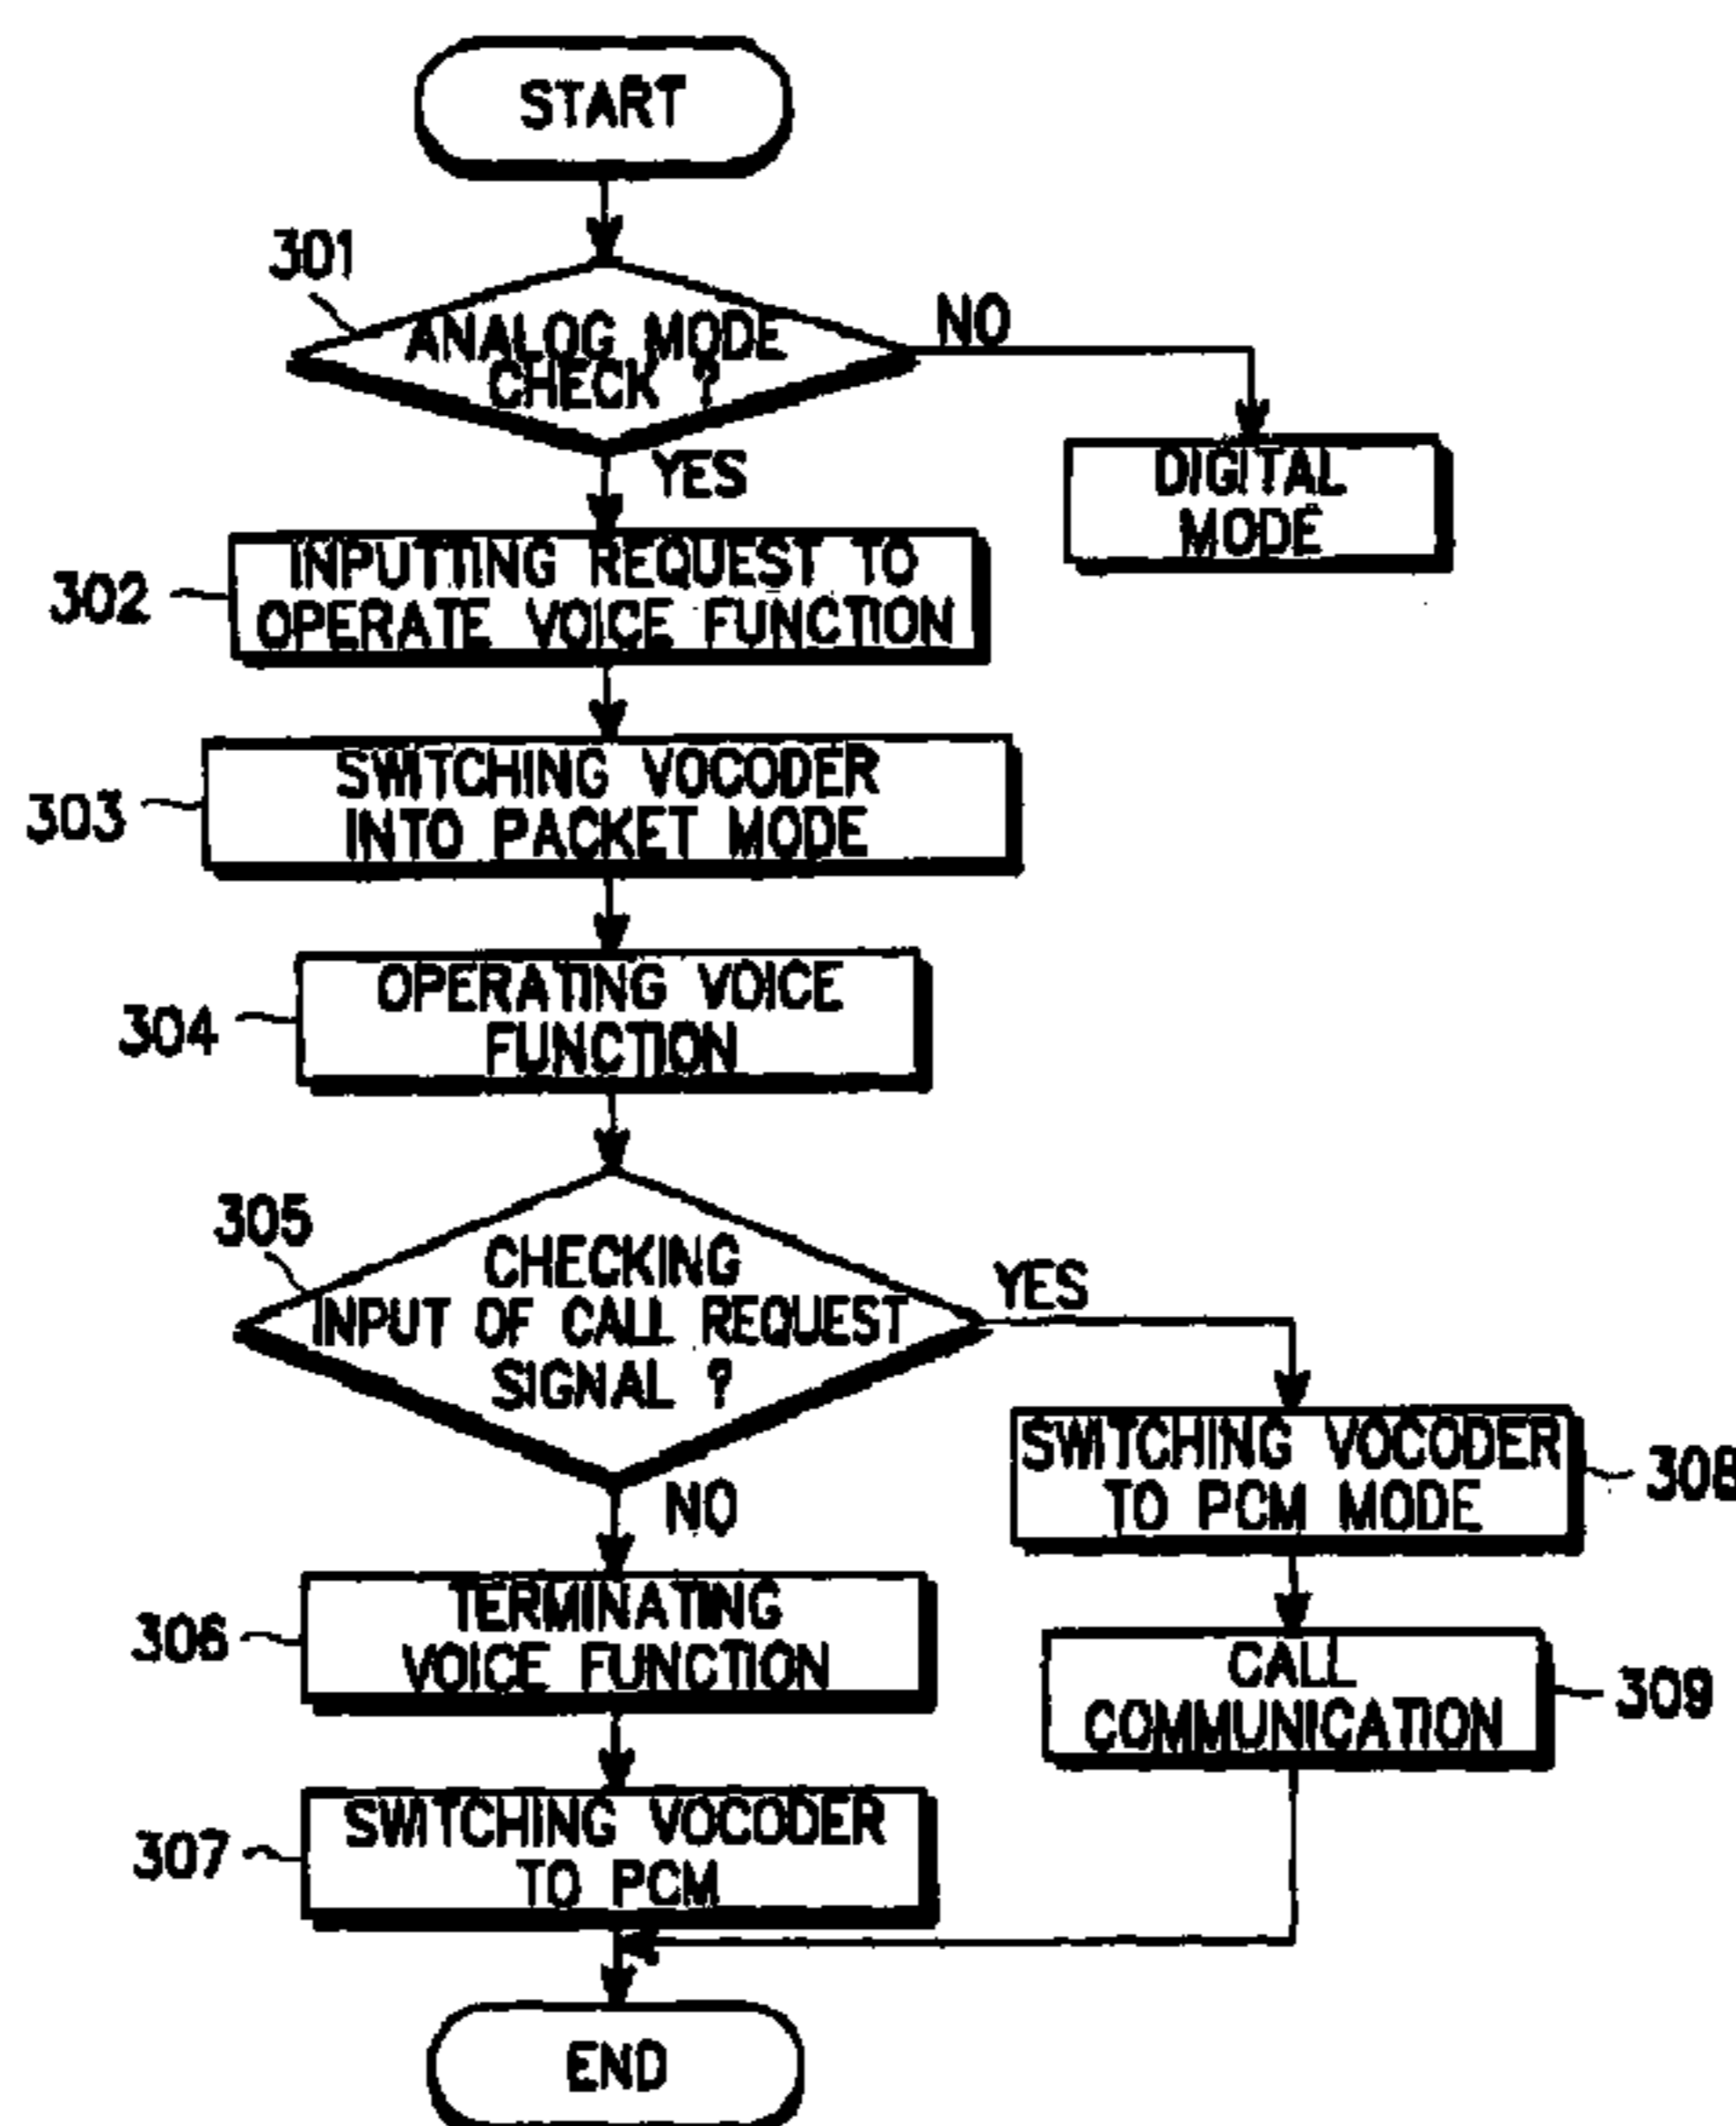 START
301
ANALOG MODE
CHECK ?
NO
YES
DIGITAL
MODE
302
INPUTTING REQUEST TO
OPERATE VOICE FUNCTION
303
SWITCHING VOCODER
INTO PACKET MODE
304
OPERATING VOICE
FUNCTION
305
CHECKING
INPUT OF CALL REQUEST
SIGNAL ?
YES
NO
SWITCHING VOCODER
TO PCM MODE
308
306
TERMINATING
VOICE FUNCTION
CALL
COMMUNICATION
309
307
SWITCHING VOCODER
TO PCM
END